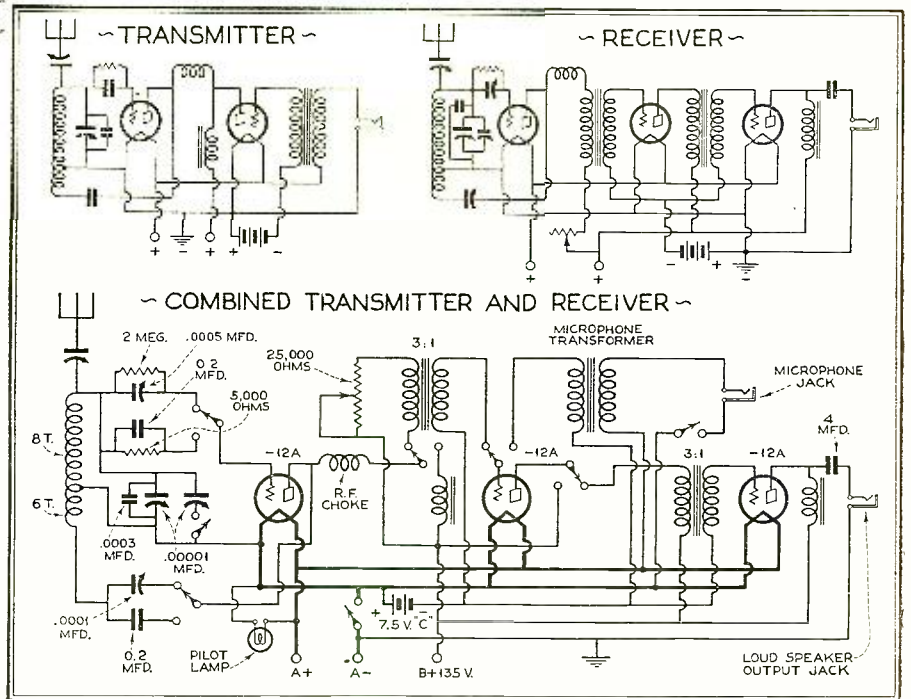 ~ TRANSMITTER ~
~ RECEIVER ~
+ - + + -
+ + - + -
~ COMBINED TRANSMITTER AND RECEIVER ~
2 MEG.
.0005 MFD.
0.2 MFD.
5,000 OHMS
25,000 OHMS
3:1
MICROPHONE TRANSFORMER
MICROPHONE JACK
4 MFD.
8T.
6T.
-12A
R.F. CHOKE
-12A
3:1
-12A
.0003 MFD.
.00001 MFD.
.0001 MFD.
0.2 MFD.
PILOT LAMP
+ -
7.5 V. "C"
A+
A-
B+135 V.
LOUD SPEAKER OUTPUT JACK